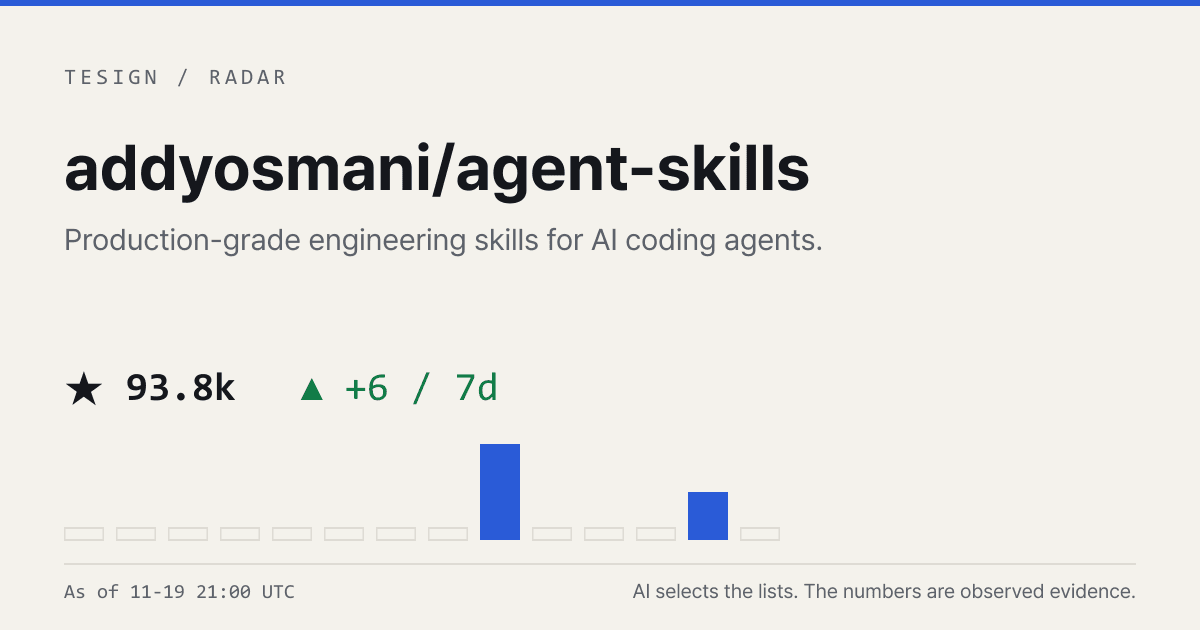 TESIGN / RADAR
addyosmani/agent-skills
Production-grade engineering skills for AI coding agents.
★ 93.8k ▲ +6 / 7d
As of 11-19 21:00 UTC
AI selects the lists. The numbers are observed evidence.